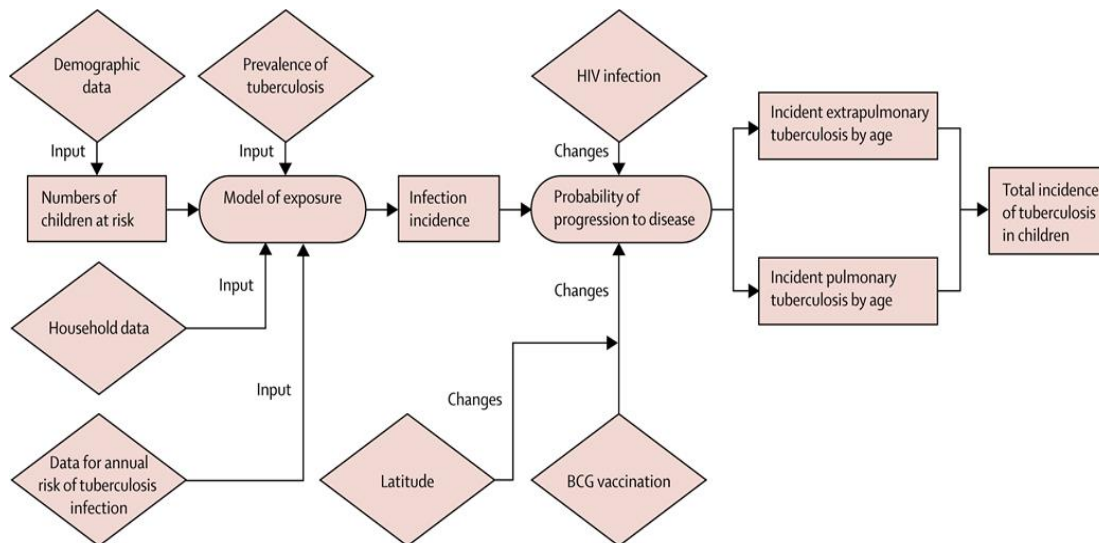 Demographic
data
Prevalence of
tuberculosis
HIV infection
Input
Input
Changes
Numbers of
children at risk
Model of exposure
Infection
incidence
Probability of
progression to disease
Incident extrapulmonary
tuberculosis by age
Incident pulmonary
tuberculosis by age
Total incidence
of tuberculosis
in children
Household data
Input
Input
Changes
Changes
Data for annual
risk of tuberculosis
infection
Latitude
BCG vaccination